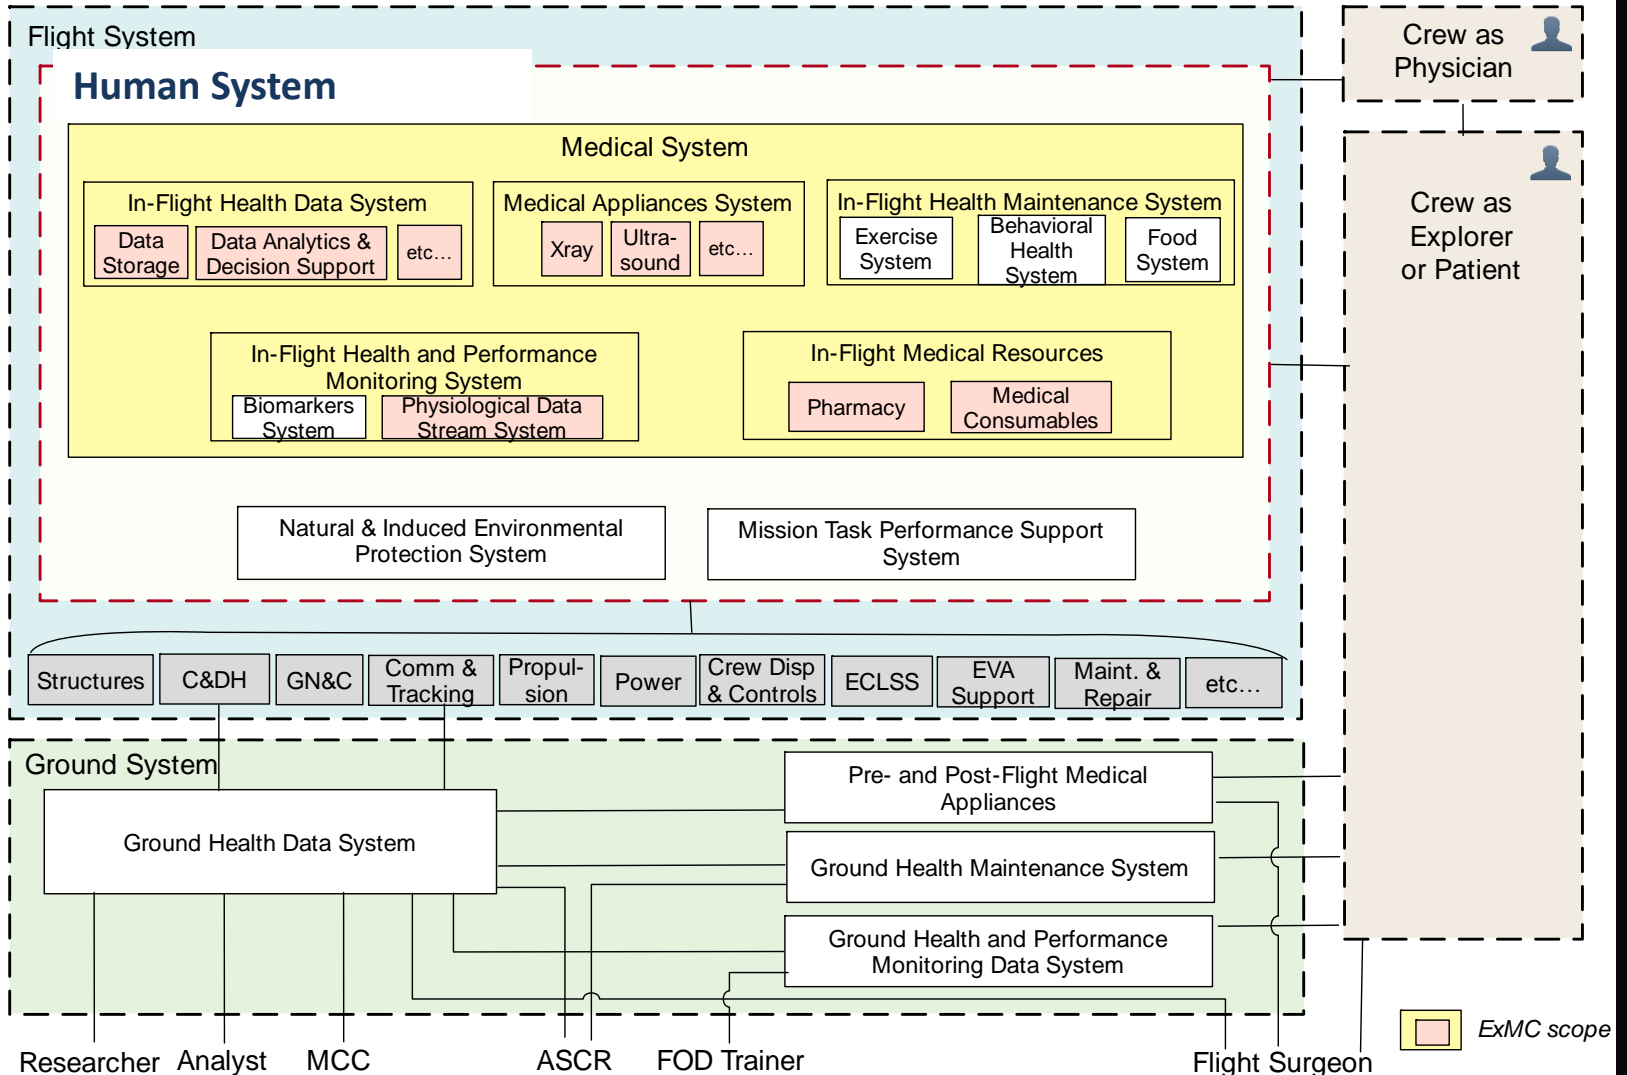 Flight System
Human System
Medical System
In-Flight Health Data System
Data
Storage
Data Analytics &
Decision Support
etc…
Medical Appliances System
Xray
Ultra-
sound
etc…
In-Flight Health Maintenance System
Exercise
System
Behavioral
Health
System
Food
System
In-Flight Health and Performance
Monitoring System
Biomarkers
System
Physiological Data
Stream System
In-Flight Medical Resources
Pharmacy
Medical
Consumables
Natural & Induced Environmental
Protection System
Mission Task Performance Support
System
Structures
C&DH
GN&C
Comm &
Tracking
Propul-
sion
Power
Crew Disp
& Controls
ECLSS
EVA
Support
Maint. &
Repair
etc…
Crew as
Physician
Crew as
Explorer
or Patient
Ground System
Ground Health Data System
Pre- and Post-Flight Medical
Appliances
Ground Health Maintenance System
Ground Health and Performance
Monitoring Data System
Researcher
Analyst
MCC
ASCR
FOD Trainer
Flight Surgeon
ExMC scope